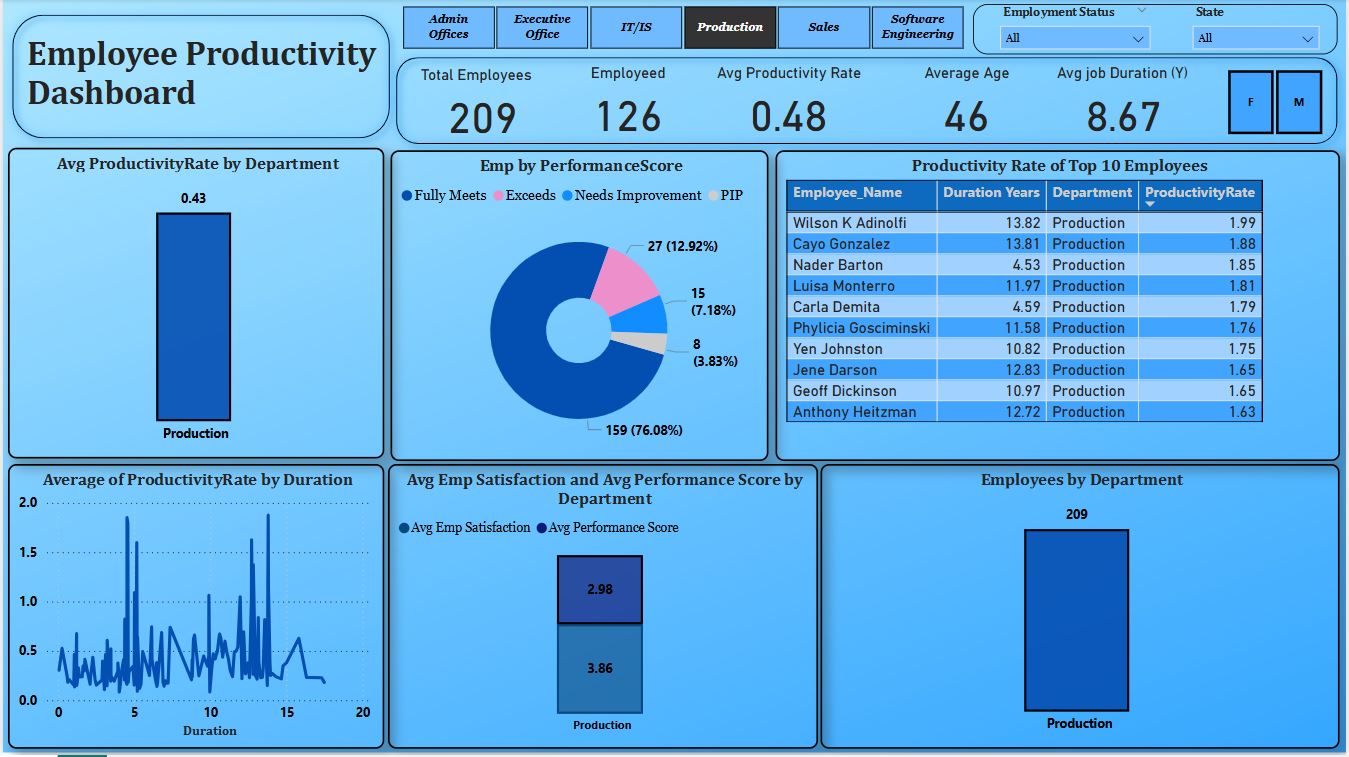 Employee Productivity
Dashboard
Admin
Offices
Executive
Office
IT/IS
Production
Sales
Software
Engineering
Employment Status
All
State
All
Total Employees
209
Employed
126
Avg Productivity Rate
0.48
Average Age
46
Avg job Duration (Y)
8.67
F
M
Avg ProductivityRate by Department
0.43
Production
Emp by PerformanceScore
Fully Meets Exceeds Needs Improvement PIP
27 (12.92%)
15
(7.18%)
8
(3.83%)
159 (76.08%)
Productivity Rate of Top 10 Employees
Employee_Name Duration Years Department ProductivityRate
Wilson K Adinolfi 13.82 Production 1.99
Cayo Gonzalez 13.81 Production 1.88
Nader Barton 4.53 Production 1.85
Luisa Monterro 11.97 Production 1.81
Carla Demita 4.59 Production 1.79
Phylicia Gosciminski 11.58 Production 1.76
Yen Johnston 10.82 Production 1.75
Jene Darson 12.83 Production 1.65
Geoff Dickinson 10.97 Production 1.65
Anthony Heitzman 12.72 Production 1.63
Average of ProductivityRate by Duration
2.0
1.5
1.0
0.5
0.0
0 5 10 15 20
Duration
Avg Emp Satisfaction and Avg Performance Score by
Department
Avg Emp Satisfaction Avg Performance Score
2.98
3.86
Production
Employees by Department
209
Production